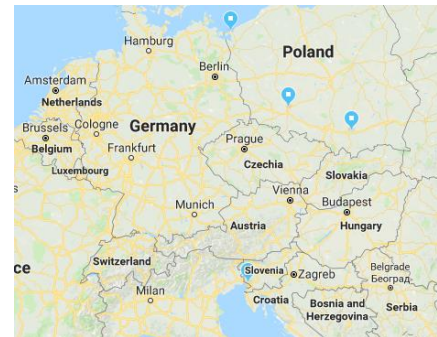 Hamburg
Poland
Berlin
Amsterdam
Netherlands
Brussels
Cologne
Germany
Belgium
Prague
Frankfurt
Luxembourg
Czechia
Slovakia
Munich
Vienna
Budapest
Austria
Hungary
Switzerland
ce
Slovenia
Zagreb
Belgrade
Београд
Milan
Croatia
Bosnia and
Herzegovina
Serbia